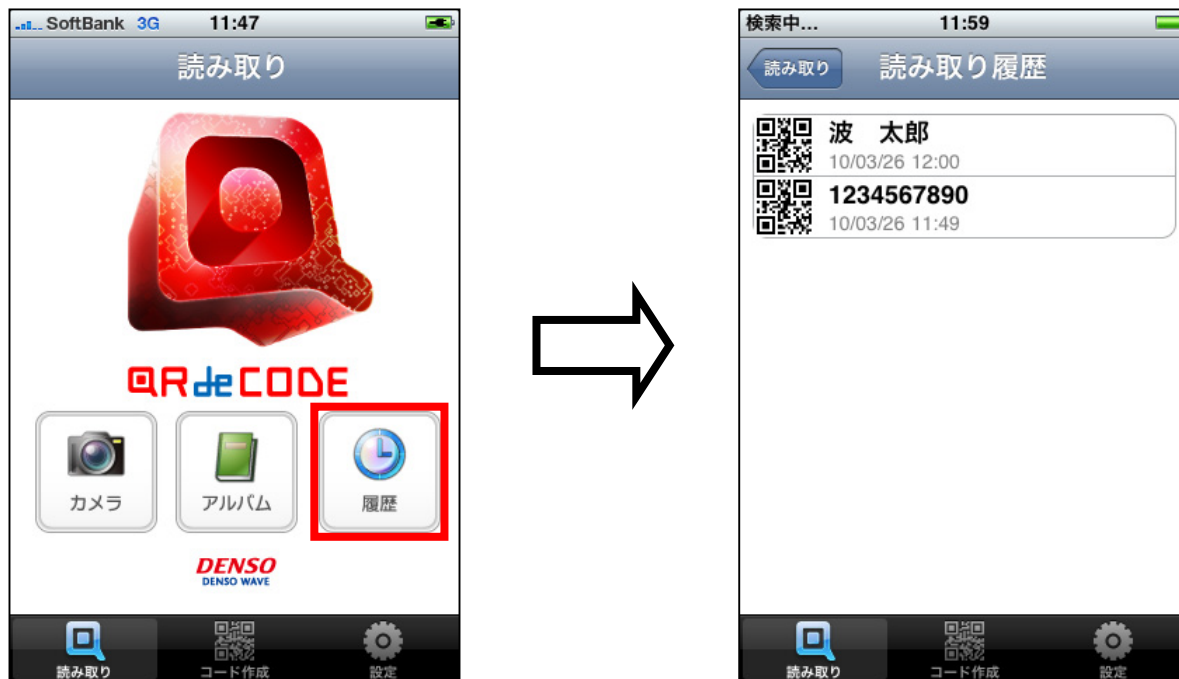 SoftBank 3G 11:47
読み取り
QRdeCODE
カメラ アルバム 履歴
DENSO
DENSO WAVE
読み取り コード作成 設定
検索中... 11:59
読み取り 読み取り履歴
波 太郎
10/03/26 12:00
1234567890
10/03/26 11:49
読み取り コード作成 設定